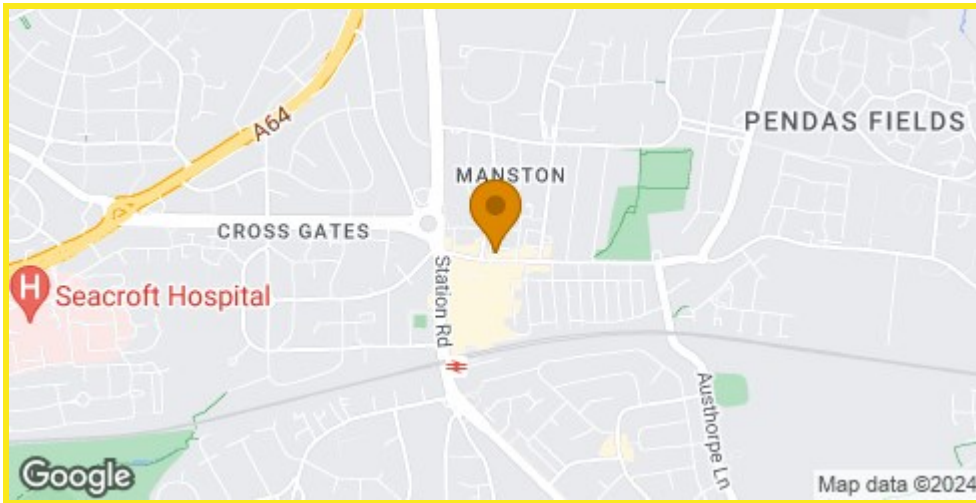 A64
PENDAS FIELDS
MANSTON
CROSS GATES
Station Rd
H
Seacroft Hospital
Austhorpe Ln
Google
Map data ©2024